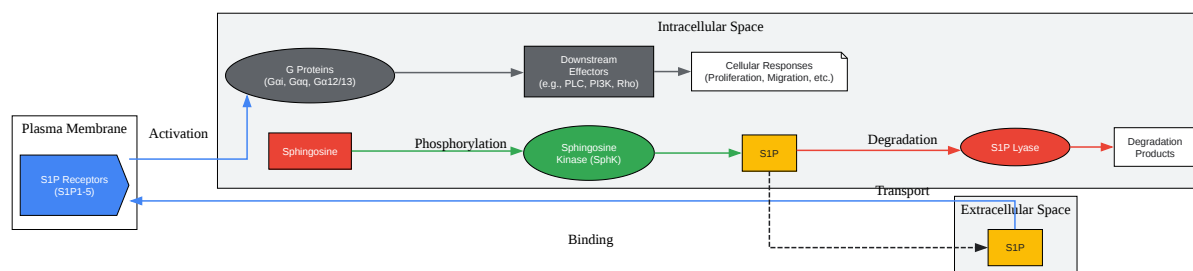 Intracellular Space
G Proteins
(Gαi, Gαq, Gα12/13)
Downstream
Effectors
(e.g., PLC, PI3K, Rho)
Cellular Responses
(Proliferation, Migration, etc.)
Plasma Membrane
Activation
S1P Receptors
(S1P1-5)
Sphingosine
Phosphorylation
Sphingosine
Kinase (SphK)
S1P
Degradation
S1P Lyase
Degradation
Products
Transport
Extracellular Space
S1P
Binding